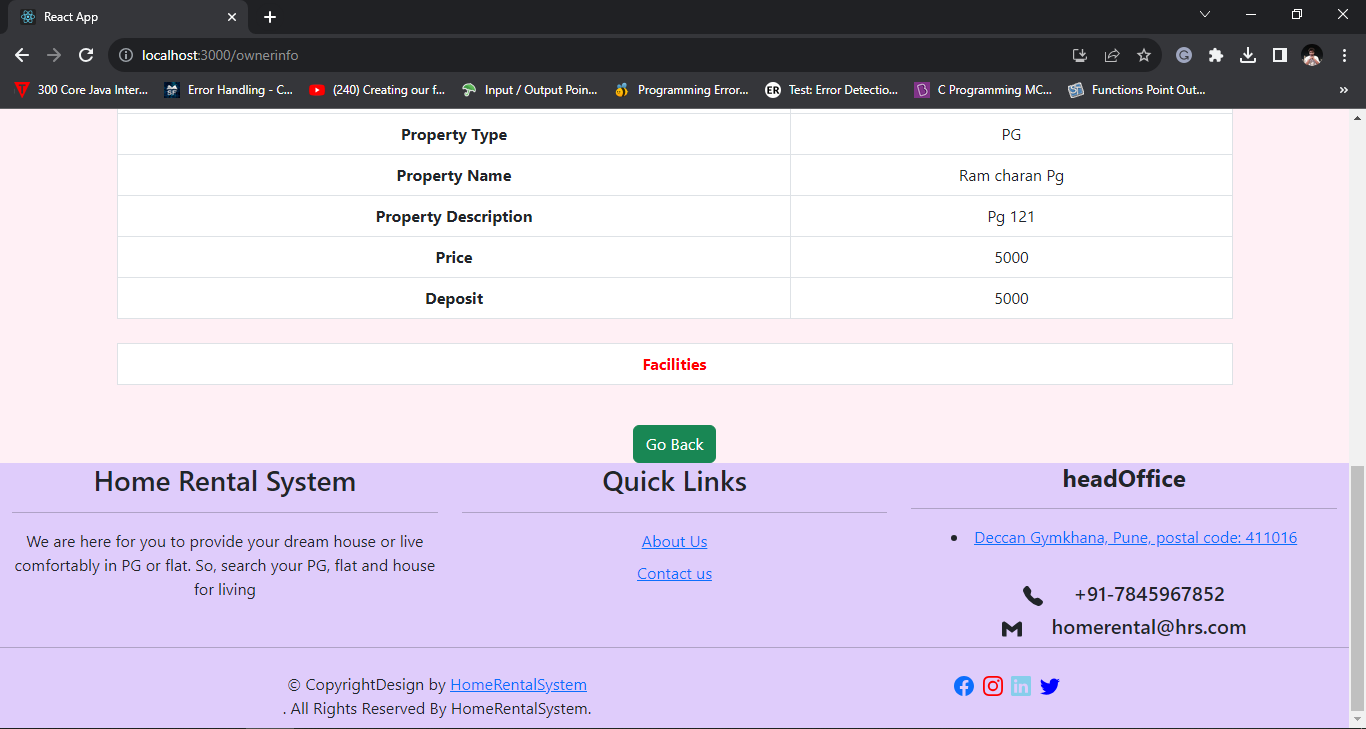 React App
localhost:3000/ownerinfo
300 Core Java Inter...
Error Handling - C...
(240) Creating our f...
Input / Output Poin...
Programming Error...
ER
Test: Error Detectio...
C Programming MC...
Functions Point Out...
»
Property Type PG
Property Name Ram charan Pg
Property Description Pg 121
Price 5000
Deposit 5000
Facilities
Go Back
Home Rental System
We are here for you to provide your dream house or live
comfortably in PG or flat. So, search your PG, flat and house
for living
Quick Links
About Us
Contact us
headOffice
Deccan Gymkhana, Pune, postal code: 411016
+91-7845967852
homerental@hrs.com
© CopyrightDesign by HomeRentalSystem
. All Rights Reserved By HomeRentalSystem.